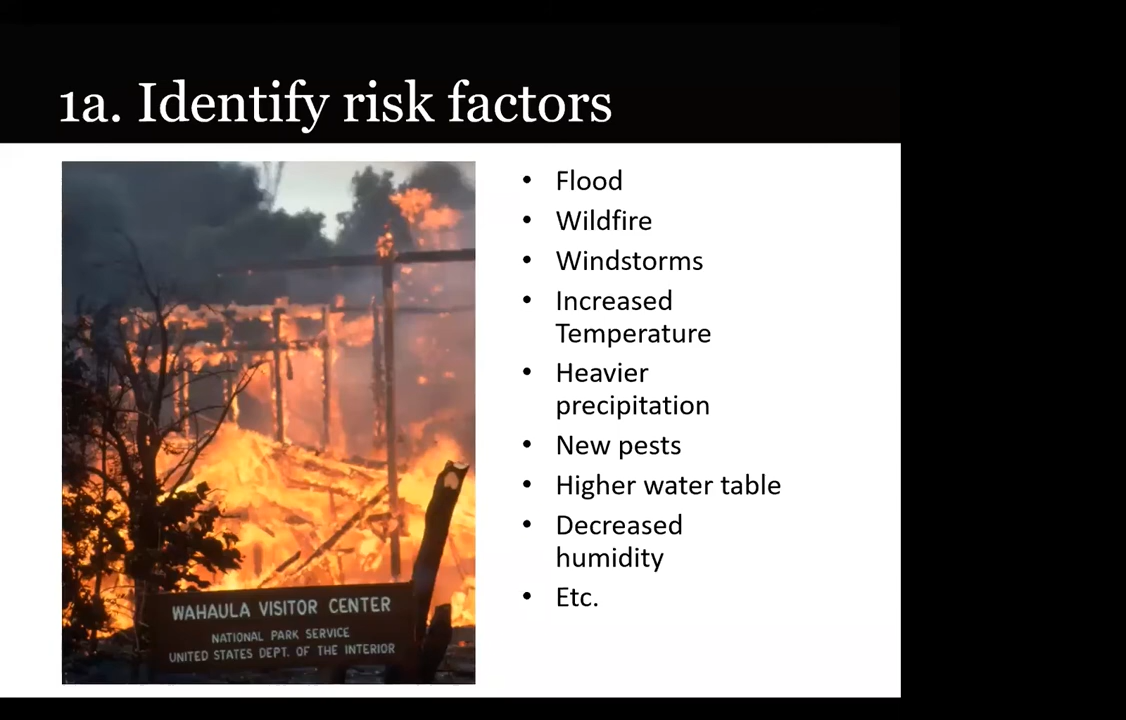 1a. Identify risk factors
• Flood
• Wildfire
• Windstorms
• Increased
Temperature
• Heavier
precipitation
• New pests
• Higher water table
• Decreased
humidity
• Etc.
WAHAULA VISITOR CENTER
NATIONAL PARK SERVICE
UNITED STATES DEPT. OF THE INTERIOR